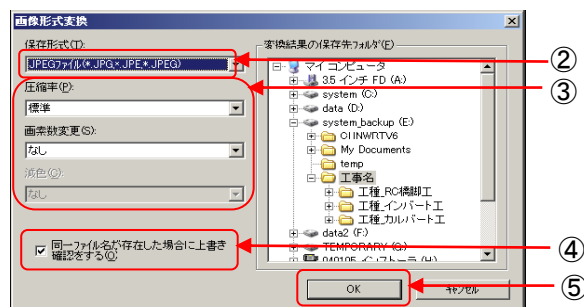 画像形式変換
保存形式(T):
JPEGファイル(*.JPG,*.JPE,*.JPEG)
圧縮率(P):
標準
画素数変更(S):
なし
減色(C):
なし
同一ファイル名が存在した場合に上書き
確認をする(O)
変換結果の保存先フォルダ(F)
マイ コンピュータ
3.5 インチ FD (A:)
system (C:)
data (D:)
system_backup (E:)
My Documents
temp
工事名
工種_RC橋脚工
工種_インバート工
工種_カルバート工
data2 (F:)
TEMPORARY (G:)
OK
キャンセル
②
③
④
⑤